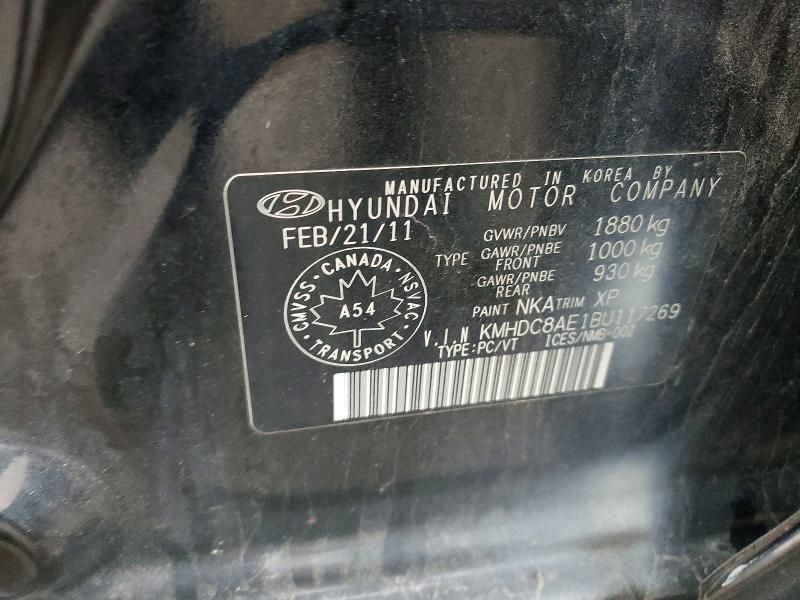 MANUFACTURED IN KOREA BY
HYUNDAI MOTOR COMPANY
FEB/21/11
GVWR/PNBV 1880 kg
TYPE GAWR/PNBE FRONT 1000 kg
GAWR/PNBE REAR 930 kg
PAINT NKA TRIM XP
V.I.N KMHDC8AE1BU117269
TYPE:PC/VT ICES/NMB-002
CMVSS · CANADA · NSVAC
A54
· TRANSPORT ·